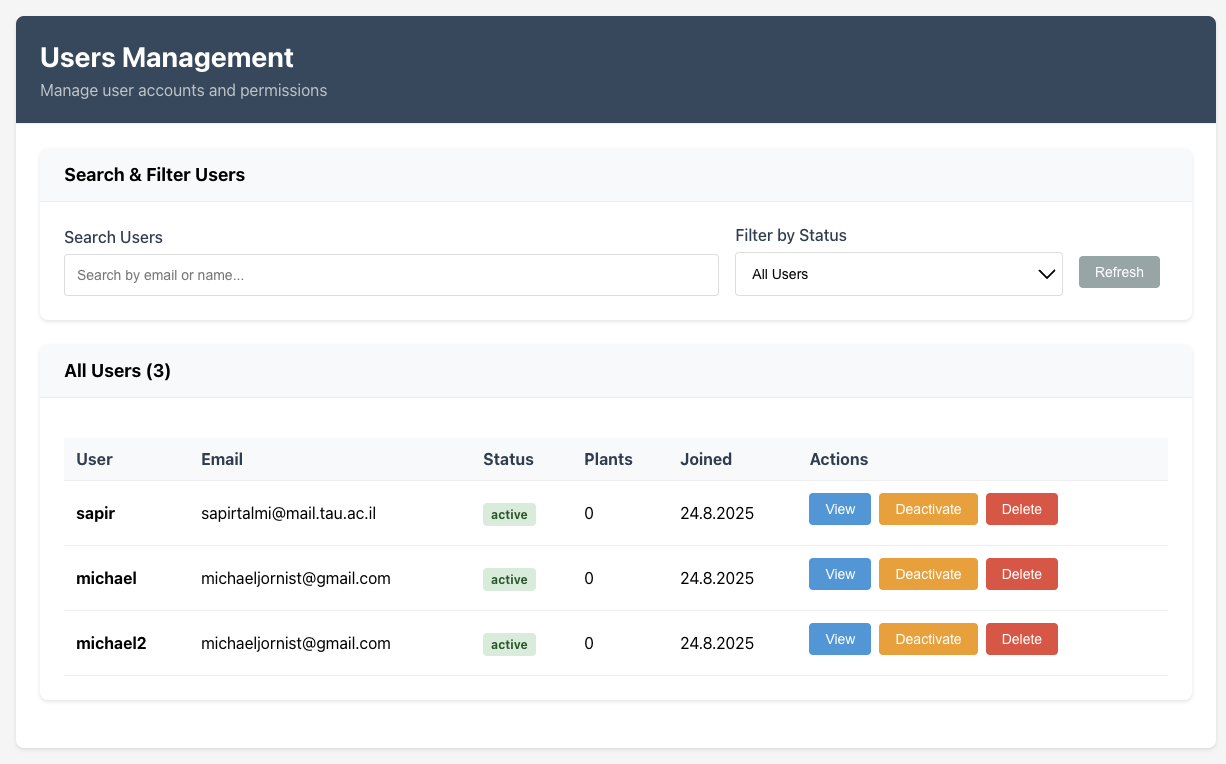 Users Management
Manage user accounts and permissions
Search & Filter Users
Search Users
Search by email or name...
Filter by Status
All Users
Refresh
All Users (3)
User Email Status Plants Joined Actions
sapir sapirtalmi@mail.tau.ac.il active 0 24.8.2025 View Deactivate Delete
michael michaeljornist@gmail.com active 0 24.8.2025 View Deactivate Delete
michael2 michaeljornist@gmail.com active 0 24.8.2025 View Deactivate Delete